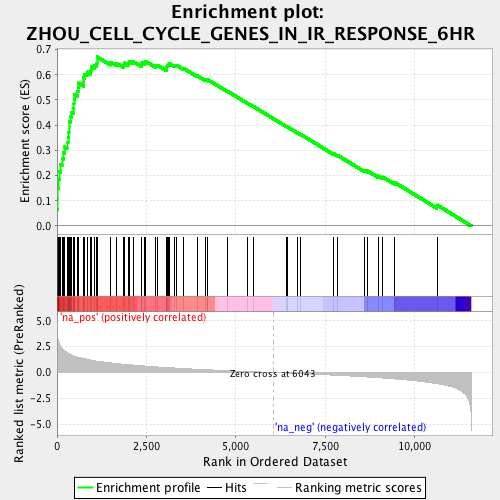 Enrichment plot:
ZHOU_CELL_CYCLE_GENES_IN_IR_RESPONSE_6HR
Enrichment score (ES)
0.7
0.6
0.5
0.4
0.3
0.2
0.1
0.0
'na_pos' (positively correlated)
Ranked list metric (PreRanked)
5.0
2.5
0.0
-2.5
-5.0
Zero cross at 6043
'na_neg' (negatively correlated)
0
2,500
5,000
7,500
10,000
Rank in Ordered Dataset
Enrichment profile
Hits
Ranking metric scores